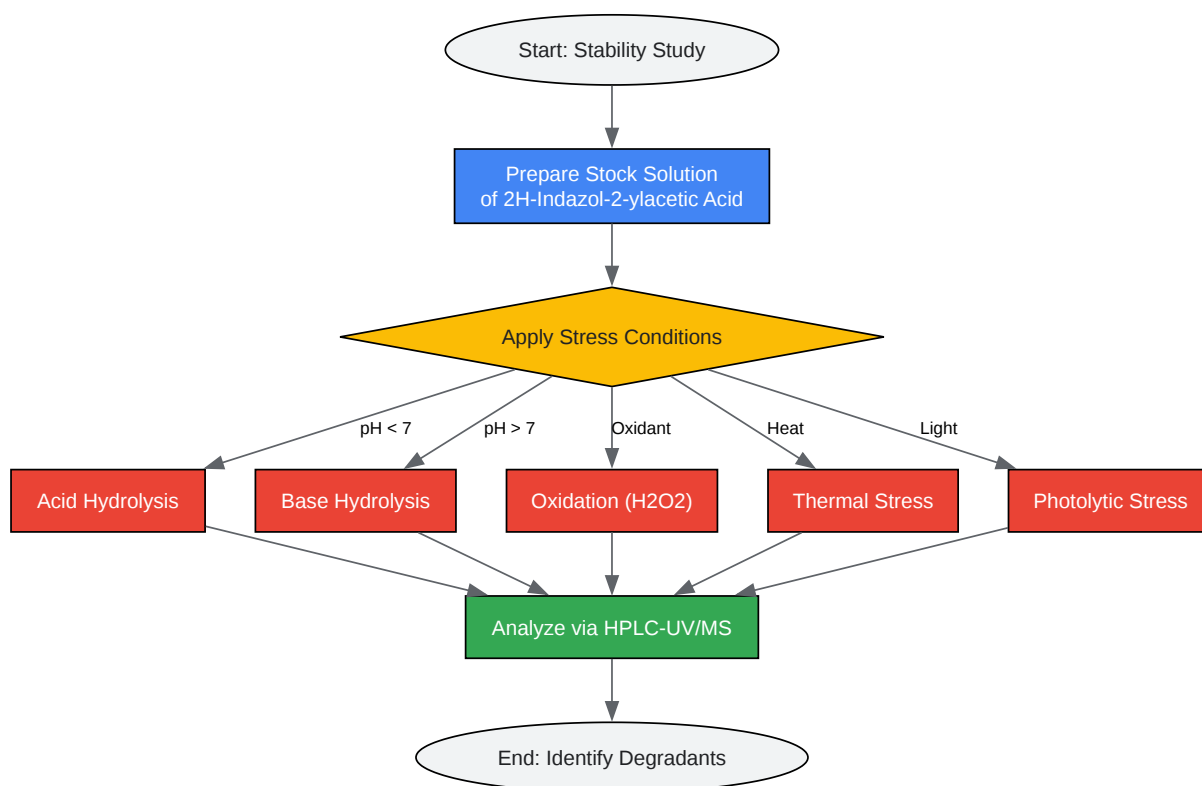 Start: Stability Study
Prepare Stock Solution
of 2H-Indazol-2-ylacetic Acid
Apply Stress Conditions
pH < 7
pH > 7
Oxidant
Heat
Light
Acid Hydrolysis
Base Hydrolysis
Oxidation (H2O2)
Thermal Stress
Photolytic Stress
Analyze via HPLC-UV/MS
End: Identify Degradants